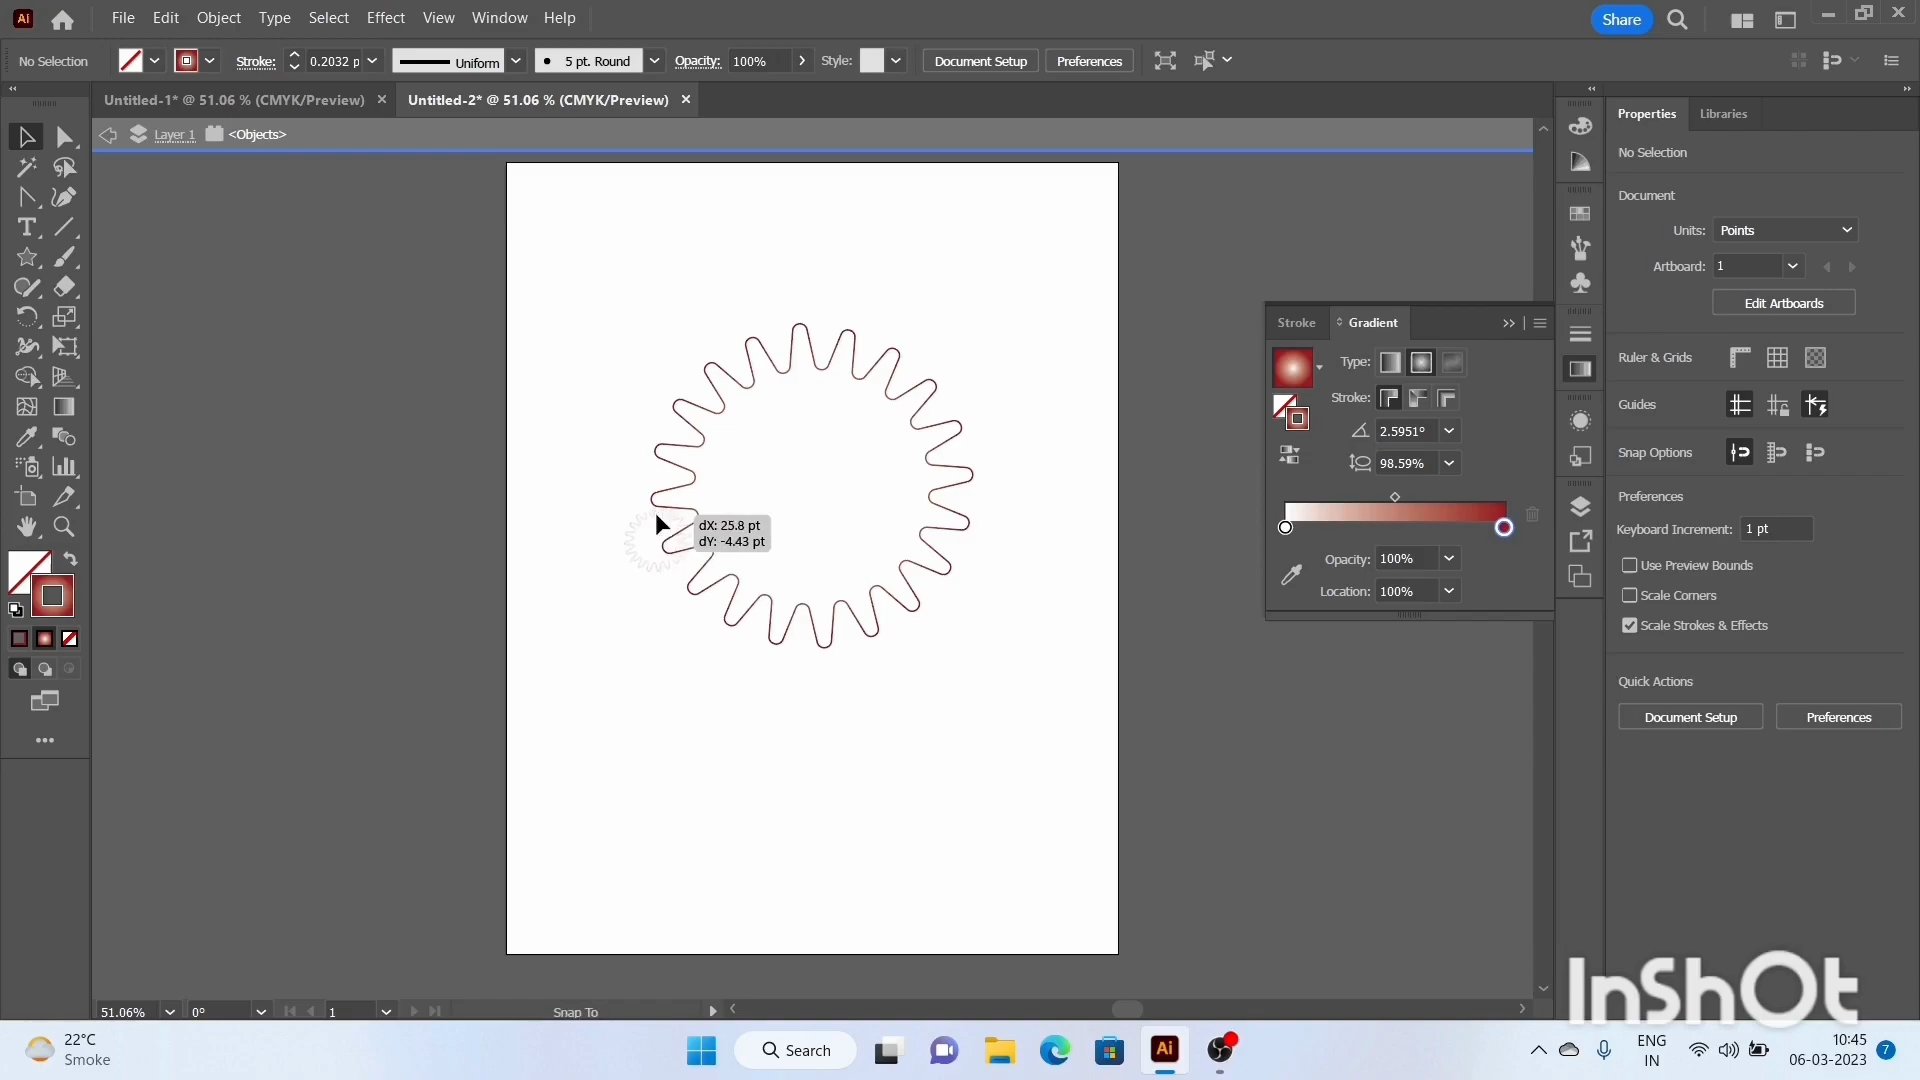 Ai File Edit Object Type Select Effect View Window Help Share
No Selection Stroke: 0.2032 p Uniform 5 pt. Round Opacity: 100% Style: Document Setup Preferences
Untitled-1* @ 51.06 % (CMYK/Preview) Untitled-2* @ 51.06 % (CMYK/Preview)
Layer 1 <Objects>
Properties Libraries
No Selection
Document
Units: Points
Artboard: 1
Edit Artboards
Ruler & Grids
Guides
Snap Options
Preferences
Keyboard Increment: 1 pt
Use Preview Bounds
Scale Corners
Scale Strokes & Effects
Quick Actions
Document Setup Preferences
Stroke Gradient
Type:
Stroke:
2.5951°
98.59%
Opacity: 100%
Location: 100%
dX: 25.8 pt
dY: -4.43 pt
T
51.06% 0° 1 Snap To
InShOt
22°C
Smoke
Search
Ai
ENG
IN
10:45
06-03-2023
7